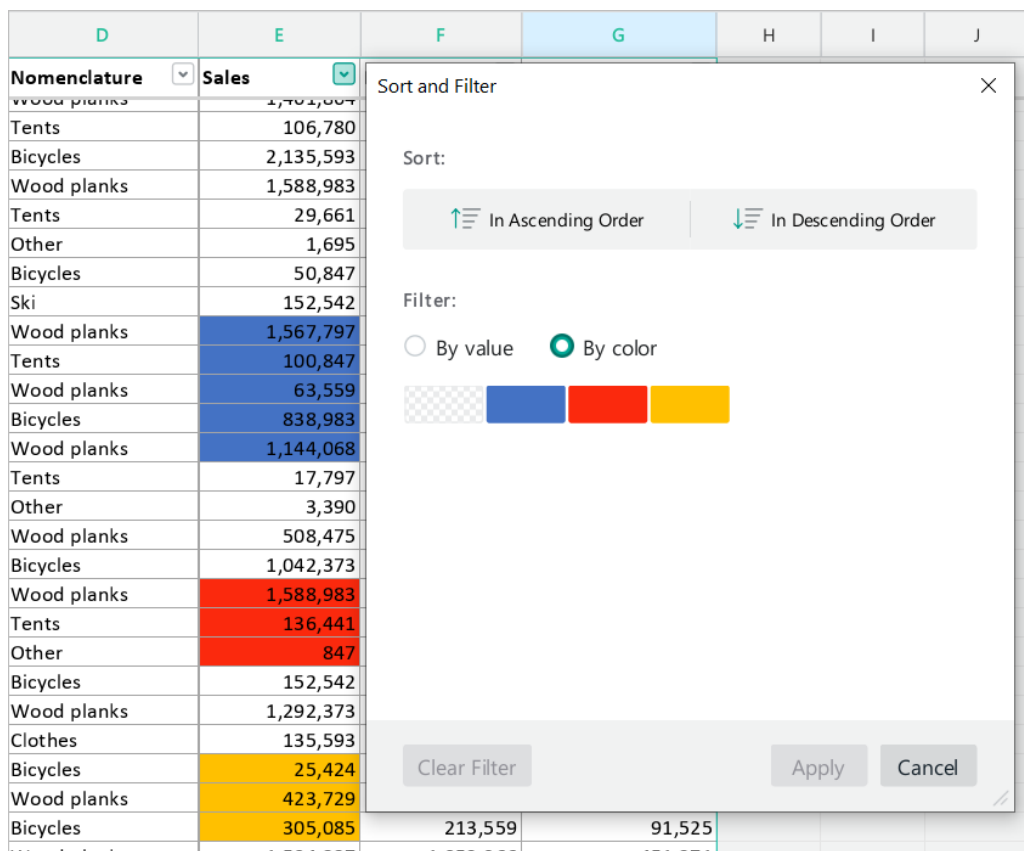 D E F G H I J
Nomenclature Sales
Sort and Filter
Tents 106,780
Bicycles 2,135,593
Wood planks 1,588,983
Tents 29,661
Other 1,695
Bicycles 50,847
Ski 152,542
Wood planks 1,567,797
Tents 100,847
Wood planks 63,559
Bicycles 838,983
Wood planks 1,144,068
Tents 17,797
Other 3,390
Wood planks 508,475
Bicycles 1,042,373
Wood planks 1,588,983
Tents 136,441
Other 847
Bicycles 152,542
Wood planks 1,292,373
Clothes 135,593
Bicycles 25,424
Wood planks 423,729
Bicycles 305,085 213,559 91,525
Sort:
In Ascending Order In Descending Order
Filter:
By value By color
Clear Filter Apply Cancel